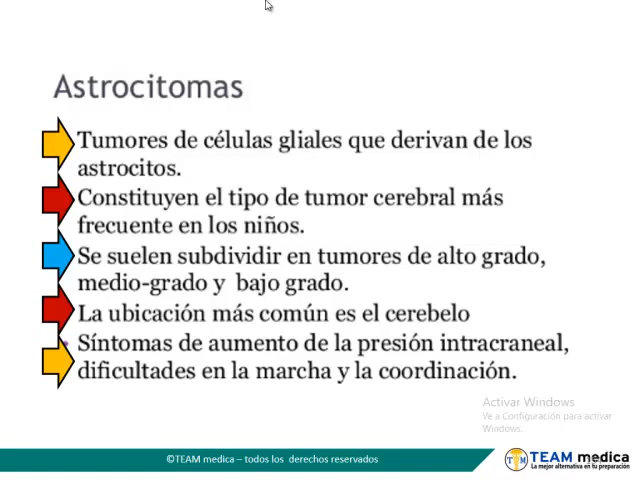 Astrocitomas
Tumores de células gliales que derivan de los
astrocitos.
Constituyen el tipo de tumor cerebral más
frecuente en los niños.
Se suelen subdividir en tumores de alto grado,
medio-grado y bajo grado.
La ubicación más común es el cerebelo
Síntomas de aumento de la presión intracraneal,
dificultades en la marcha y la coordinación.
Activar Windows
Ve a Configuración para activar
Windows.
©TEAM medica – todos los derechos reservados
TM
TEAM medica
La mejor alternativa en tu preparación